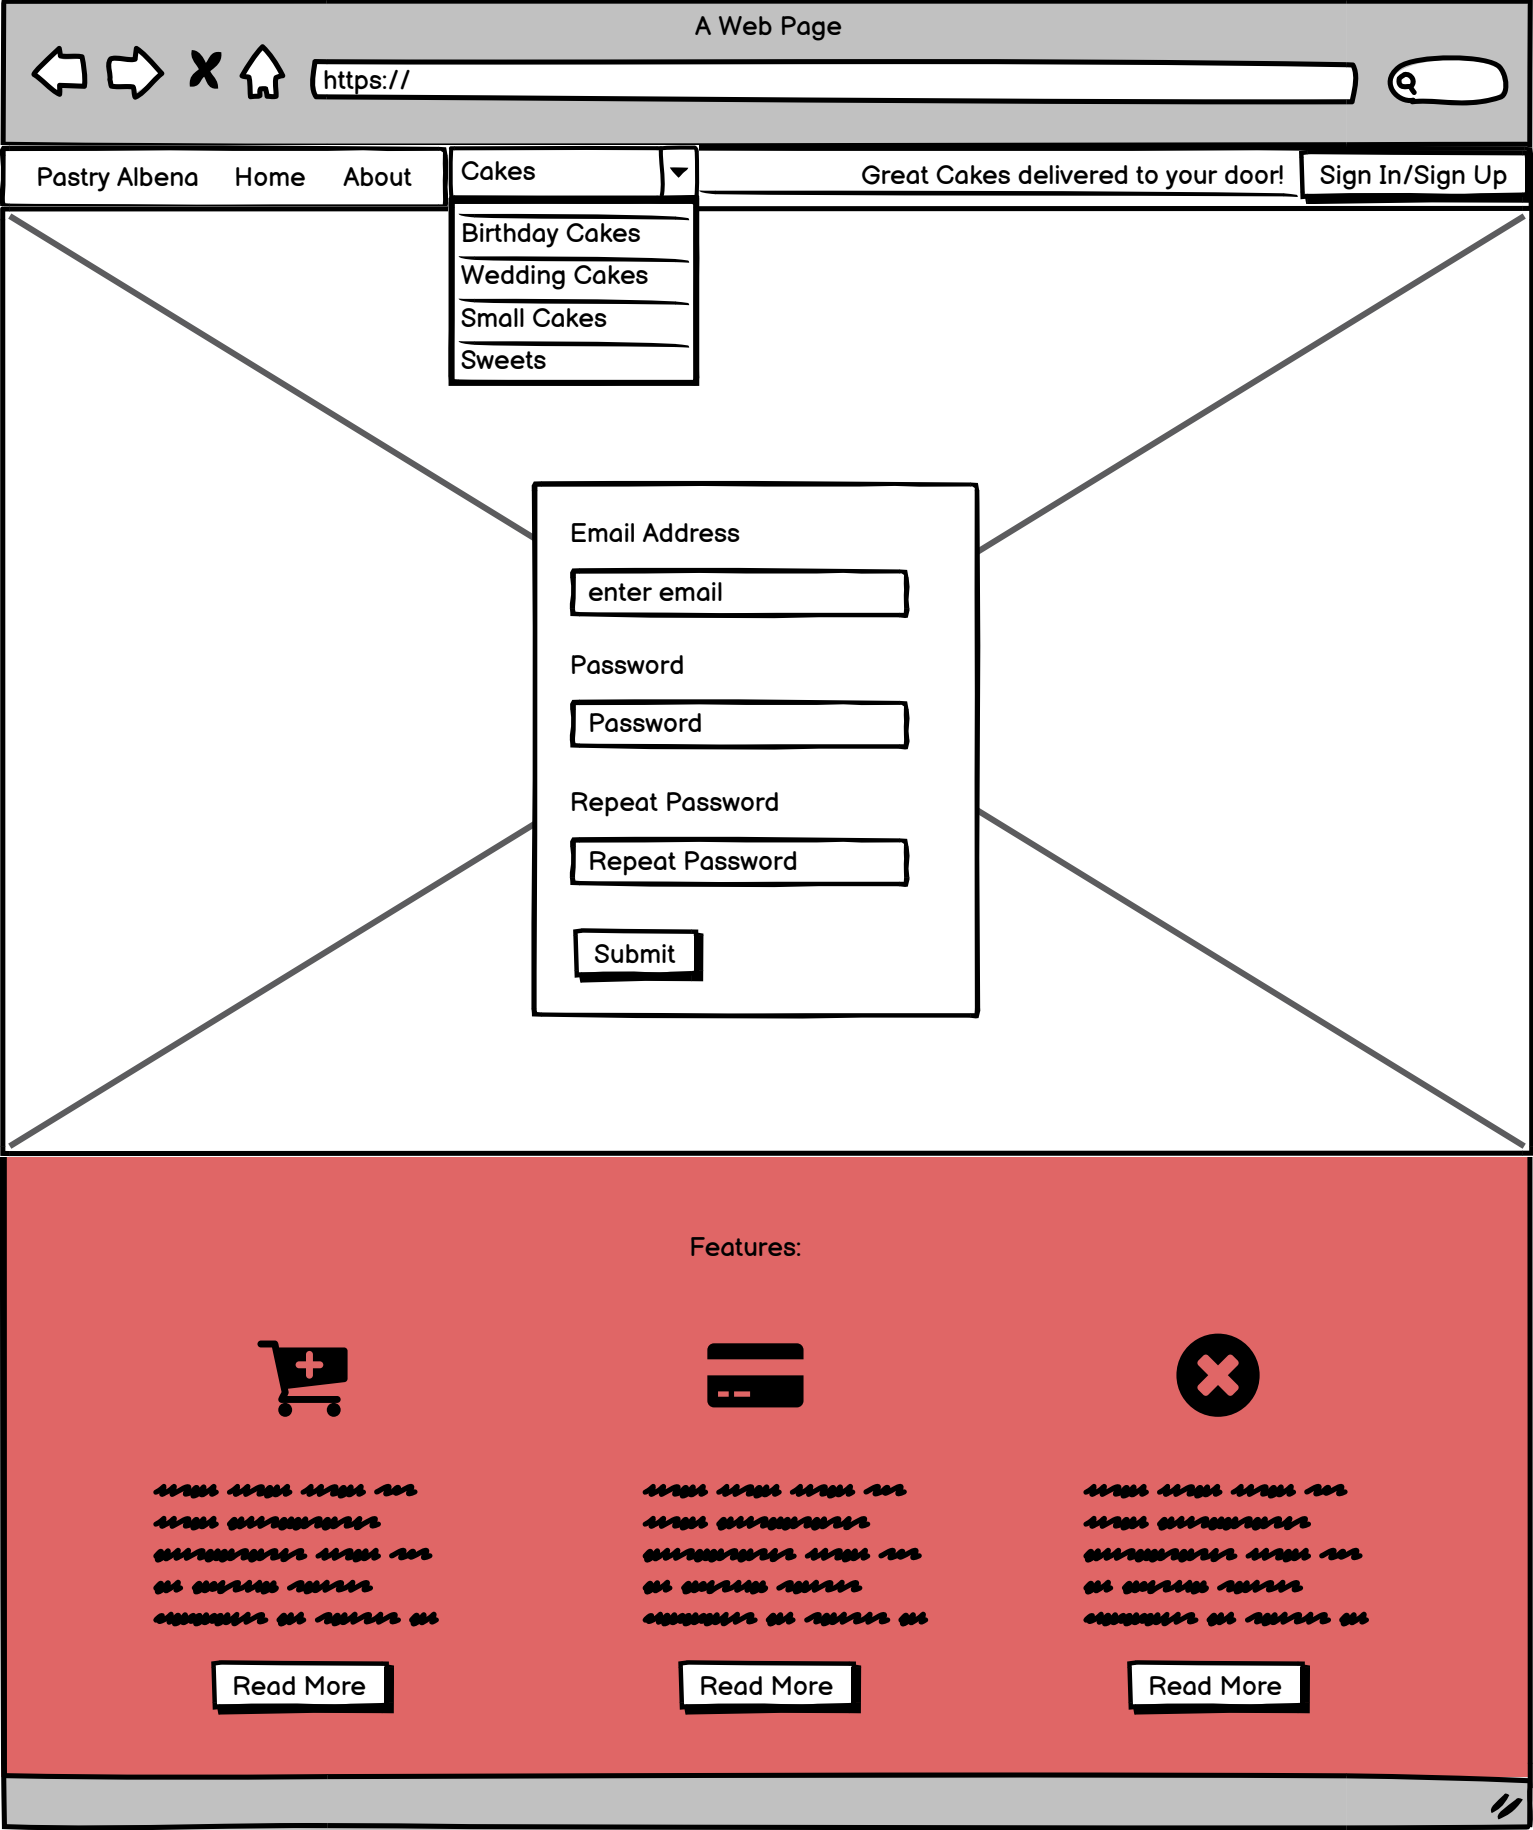 A Web Page
https://
Pastry Albena Home About Cakes Great Cakes delivered to your door! Sign In/Sign Up
Birthday Cakes
Wedding Cakes
Small Cakes
Sweets
Email Address
enter email
Password
Password
Repeat Password
Repeat Password
Submit
Features:
Read More Read More Read More